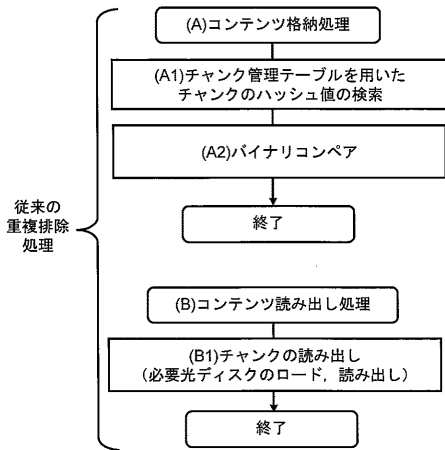 (A)コンテンツ格納処理
(A1)チャンク管理テーブルを用いた
チャンクのハッシュ値の検索
(A2)バイナリコンペア
終了
従来の
重複排除
処理
(B)コンテンツ読み出し処理
(B1)チャンクの読み出し
(必要光ディスクのロード，読み出し)
終了